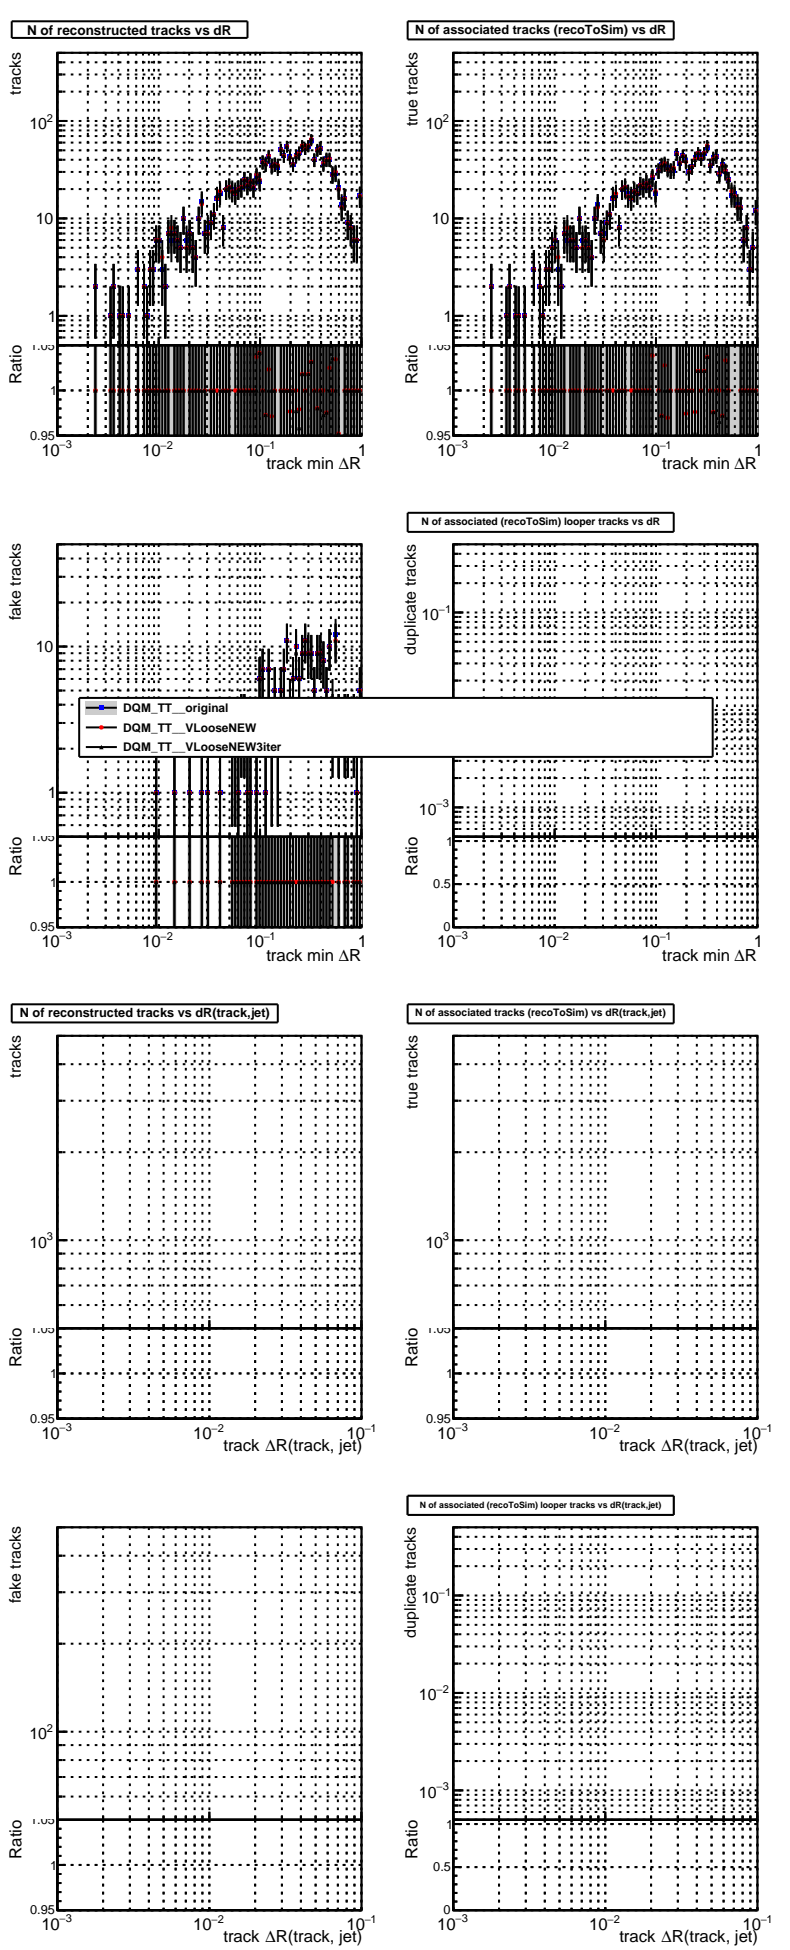 N of reconstructed tracks vs dR
tracks
10²
10
1
1.05
Ratio
1
0.95
10⁻³
10⁻²
10⁻¹
1
track min ΔR
N of associated tracks (recoToSim) vs dR
true tracks
10²
10
1
1.05
Ratio
1
0.95
10⁻³
10⁻²
10⁻¹
1
track min ΔR
fake tracks
10
1
1.05
Ratio
1
0.95
10⁻³
10⁻²
10⁻¹
1
track min ΔR
N of associated (recoToSim) looper tracks vs dR
duplicate tracks
10⁻¹
10⁻³
1
Ratio
0.5
0
10⁻³
10⁻²
10⁻¹
1
track min ΔR
DQM_TT__original
DQM_TT__VLooseNEW
DQM_TT__VLooseNEW3iter
N of reconstructed tracks vs dR(track,jet)
tracks
10³
1.05
Ratio
1
0.95
10⁻³
10⁻²
10⁻¹
track ΔR(track, jet)
N of associated tracks (recoToSim) vs dR(track,jet)
true tracks
10³
1.05
Ratio
1
0.95
10⁻³
10⁻²
10⁻¹
track ΔR(track, jet)
fake tracks
10²
1.05
Ratio
1
0.95
10⁻³
10⁻²
10⁻¹
track ΔR(track, jet)
N of associated (recoToSim) looper tracks vs dR(track,jet)
duplicate tracks
10⁻¹
10⁻²
10⁻³
1
Ratio
0.5
0
10⁻³
10⁻²
10⁻¹
track ΔR(track, jet)